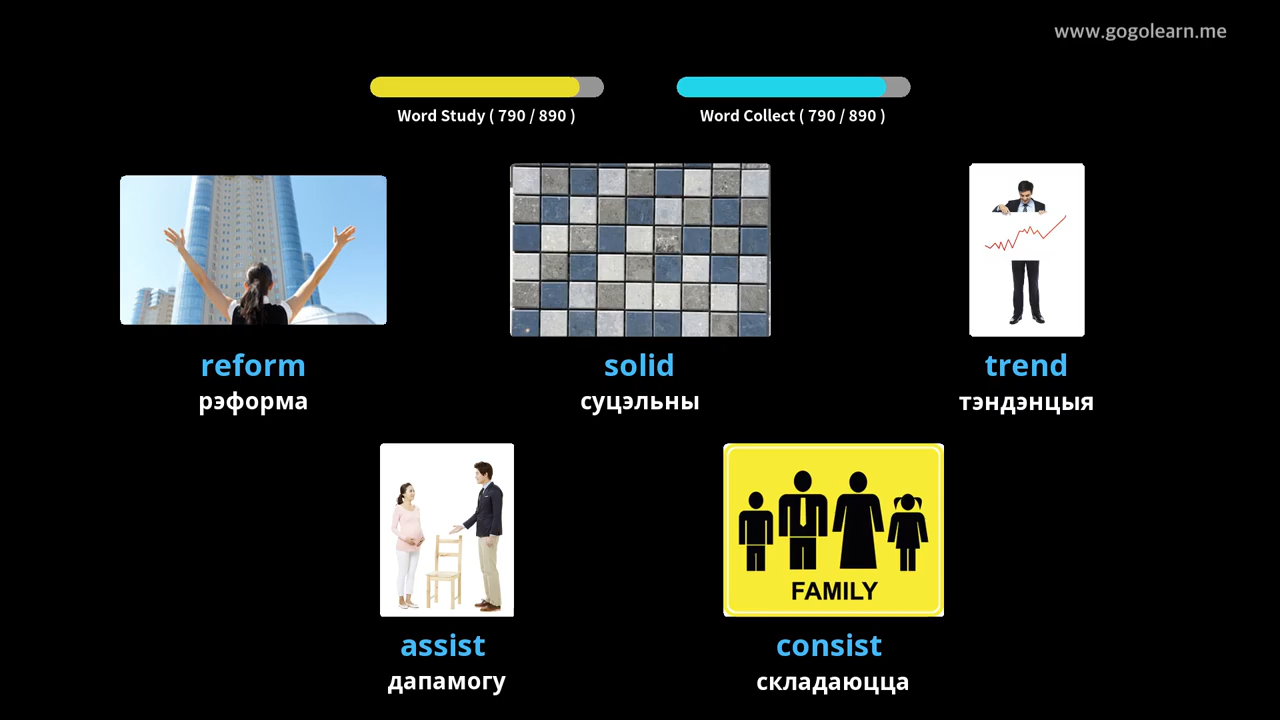 www.gogolearn.me
Word Study ( 790 / 890 )
Word Collect ( 790 / 890 )
reform
рэформа
solid
суцэльны
trend
тэндэнцыя
FAMILY
assist
дапамогу
consist
складаюцца